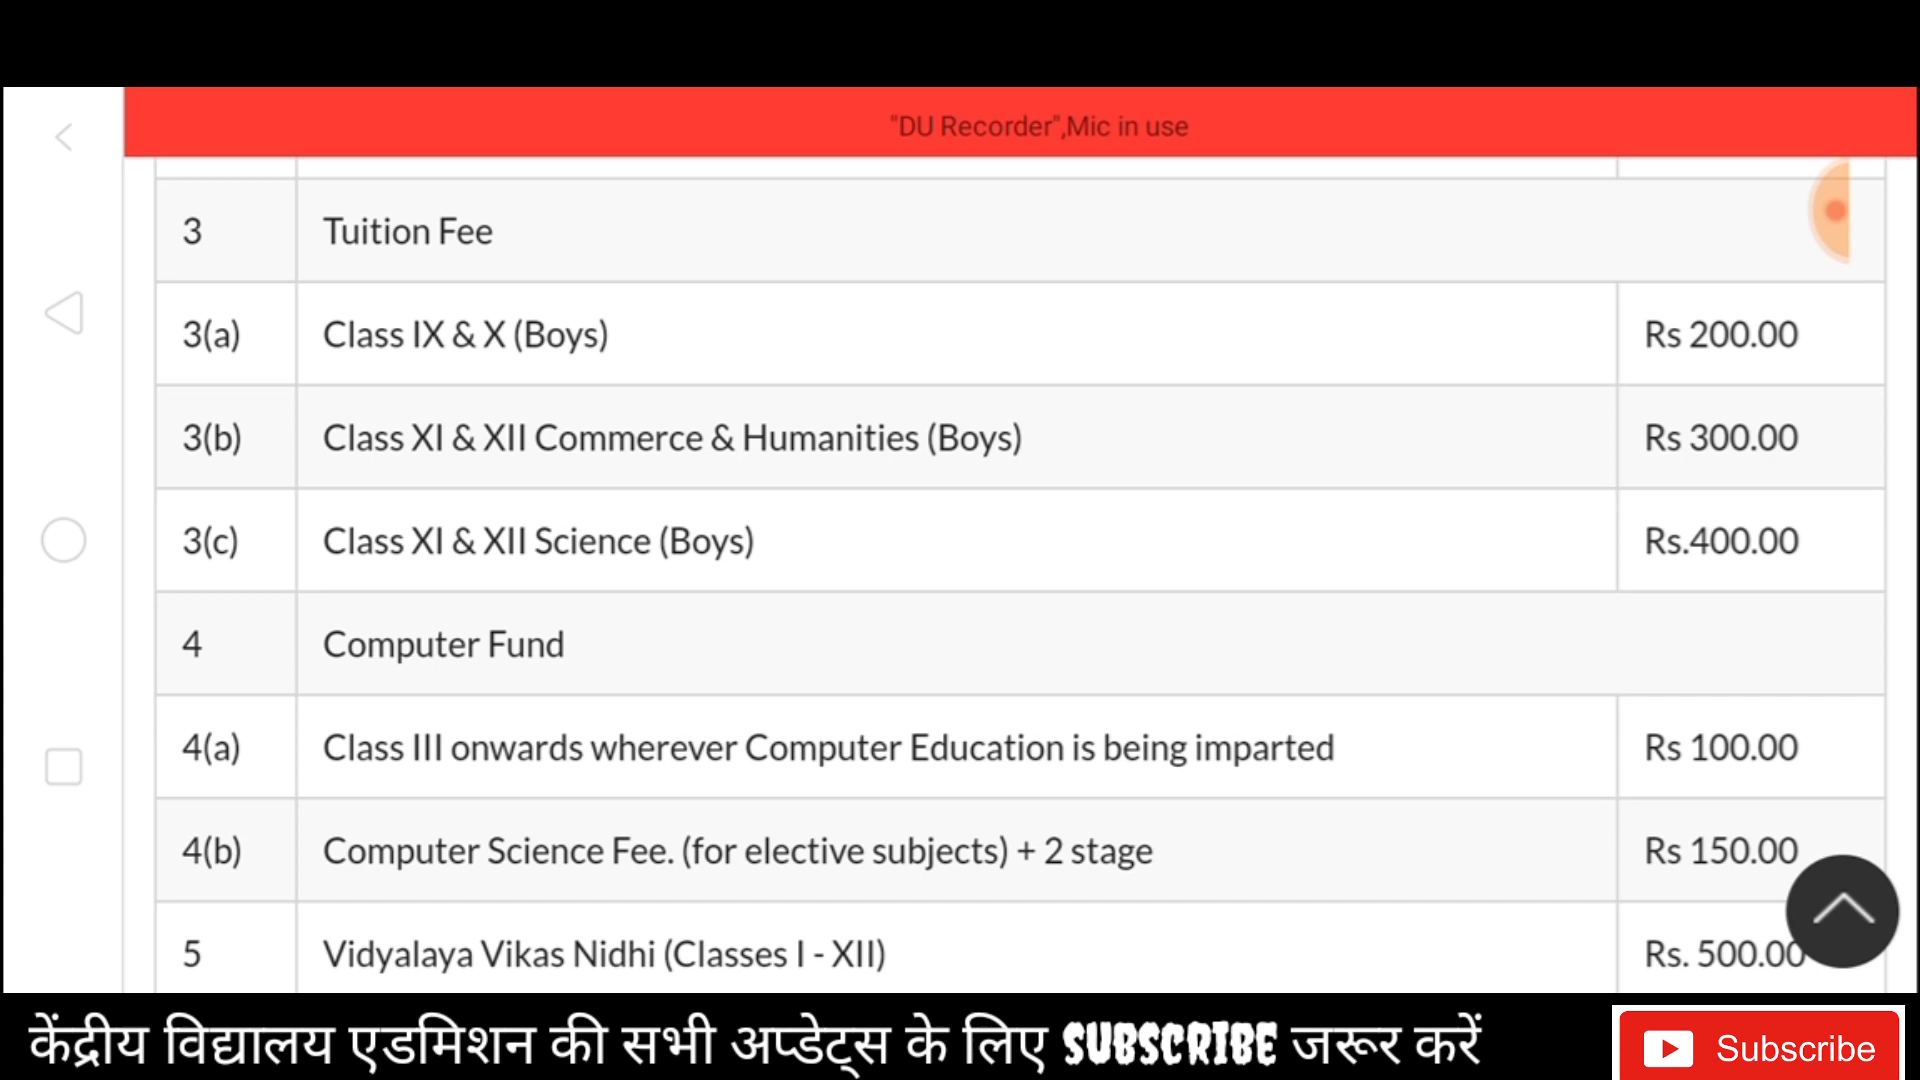 "DU Recorder",Mic in use
3 Tuition Fee
3(a) Class IX & X (Boys) Rs 200.00
3(b) Class XI & XII Commerce & Humanities (Boys) Rs 300.00
3(c) Class XI & XII Science (Boys) Rs.400.00
4 Computer Fund
4(a) Class III onwards wherever Computer Education is being imparted Rs 100.00
4(b) Computer Science Fee. (for elective subjects) + 2 stage Rs 150.00
5 Vidyalaya Vikas Nidhi (Classes I - XII) Rs. 500.00
केंद्रीय विद्यालय एडमिशन की सभी अप्डेट्स के लिए SUBSCRIBE जरूर करें
Subscribe